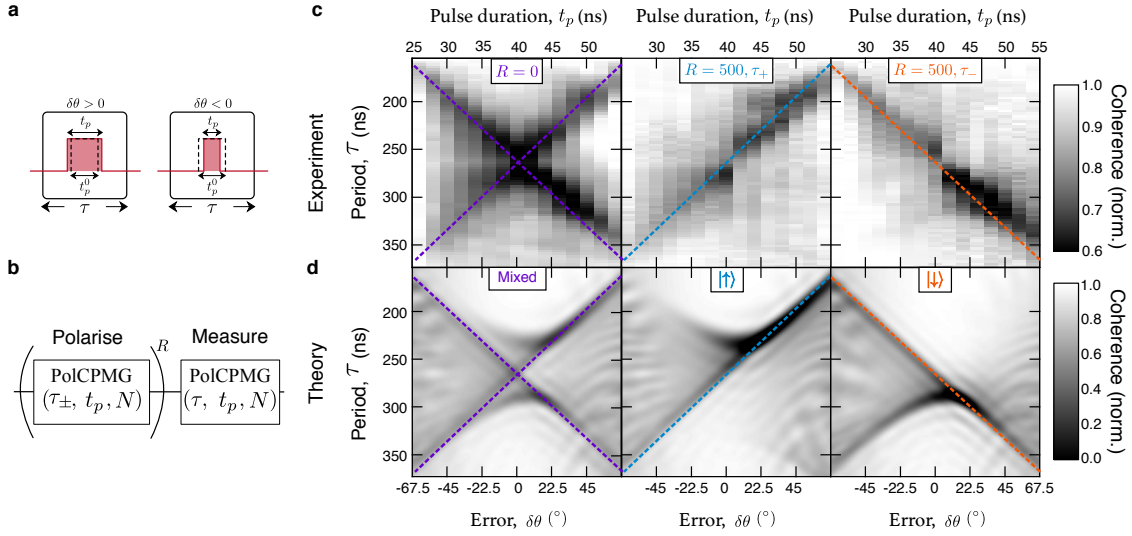 a
δθ > 0
t_p
t_p^0
τ
δθ < 0
t_p
t_p^0
τ
b
Polarise
Measure
R
PolCPMG
(τ±, t_p, N)
PolCPMG
(τ, t_p, N)
c
Pulse duration, t_p (ns)
Pulse duration, t_p (ns)
Pulse duration, t_p (ns)
25 30 35 40 45 50
30 35 40 45 50
30 35 40 45 50 55
R = 0
R = 500, τ+
R = 500, τ−
Experiment
Period, τ (ns)
200
250
300
350
1.0
0.9
0.8
0.7
0.6
Coherence (norm.)
d
Mixed
|↑⟩
|↓⟩
Theory
Period, τ (ns)
200
250
300
350
1.0
0.8
0.6
0.4
0.2
0.0
Coherence (norm.)
-67.5 -45 -22.5 0 22.5 45
-45 -22.5 0 22.5 45
-45 -22.5 0 22.5 45 67.5
Error, δθ (°)
Error, δθ (°)
Error, δθ (°)